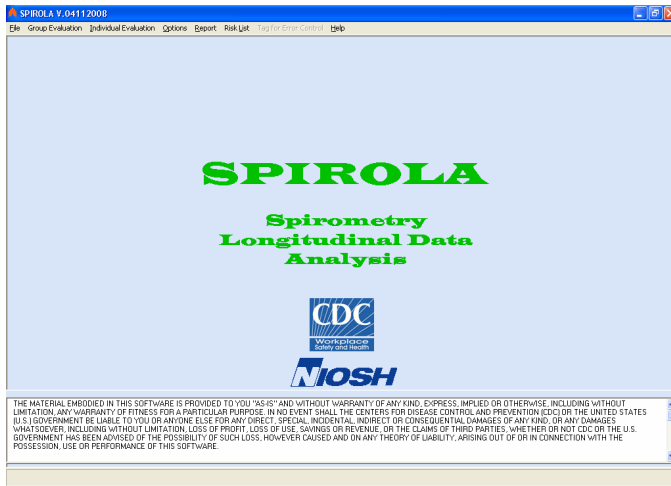 SPIROLA V.04112008
File Group Evaluation Individual Evaluation Options Report Risk List Tag for Error Control Help
SPIROLA
Spirometry
Longitudinal Data
Analysis
CDC
Workplace
Safety and Health
NIOSH
THE MATERIAL EMBODIED IN THIS SOFTWARE IS PROVIDED TO YOU "AS-IS" AND WITHOUT WARRANTY OF ANY KIND, EXPRESS, IMPLIED OR OTHERWISE, INCLUDING WITHOUT
LIMITATION, ANY WARRANTY OF FITNESS FOR A PARTICULAR PURPOSE. IN NO EVENT SHALL THE CENTERS FOR DISEASE CONTROL AND PREVENTION (CDC) OR THE UNITED STATES
(U.S.) GOVERNMENT BE LIABLE TO YOU OR ANYONE ELSE FOR ANY DIRECT, SPECIAL, INCIDENTAL, INDIRECT OR CONSEQUENTIAL DAMAGES OF ANY KIND, OR ANY DAMAGES
WHATSOEVER, INCLUDING WITHOUT LIMITATION, LOSS OF PROFIT, LOSS OF USE, SAVINGS OR REVENUE, OR THE CLAIMS OF THIRD PARTIES, WHETHER OR NOT CDC OR THE U.S.
GOVERNMENT HAS BEEN ADVISED OF THE POSSIBILITY OF SUCH LOSS, HOWEVER CAUSED AND ON ANY THEORY OF LIABILITY, ARISING OUT OF OR IN CONNECTION WITH THE
POSSESSION, USE OR PERFORMANCE OF THIS SOFTWARE.